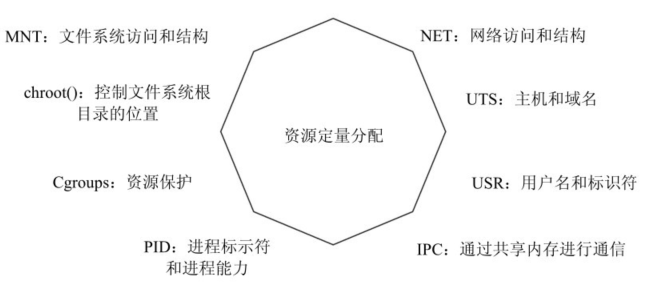 MNT：文件系统访问和结构
NET：网络访问和结构
chroot()：控制文件系统根
目录的位置
UTS：主机和域名
资源定量分配
Cgroups：资源保护
USR：用户名和标识符
PID：进程标示符
和进程能力
IPC：通过共享内存进行通信